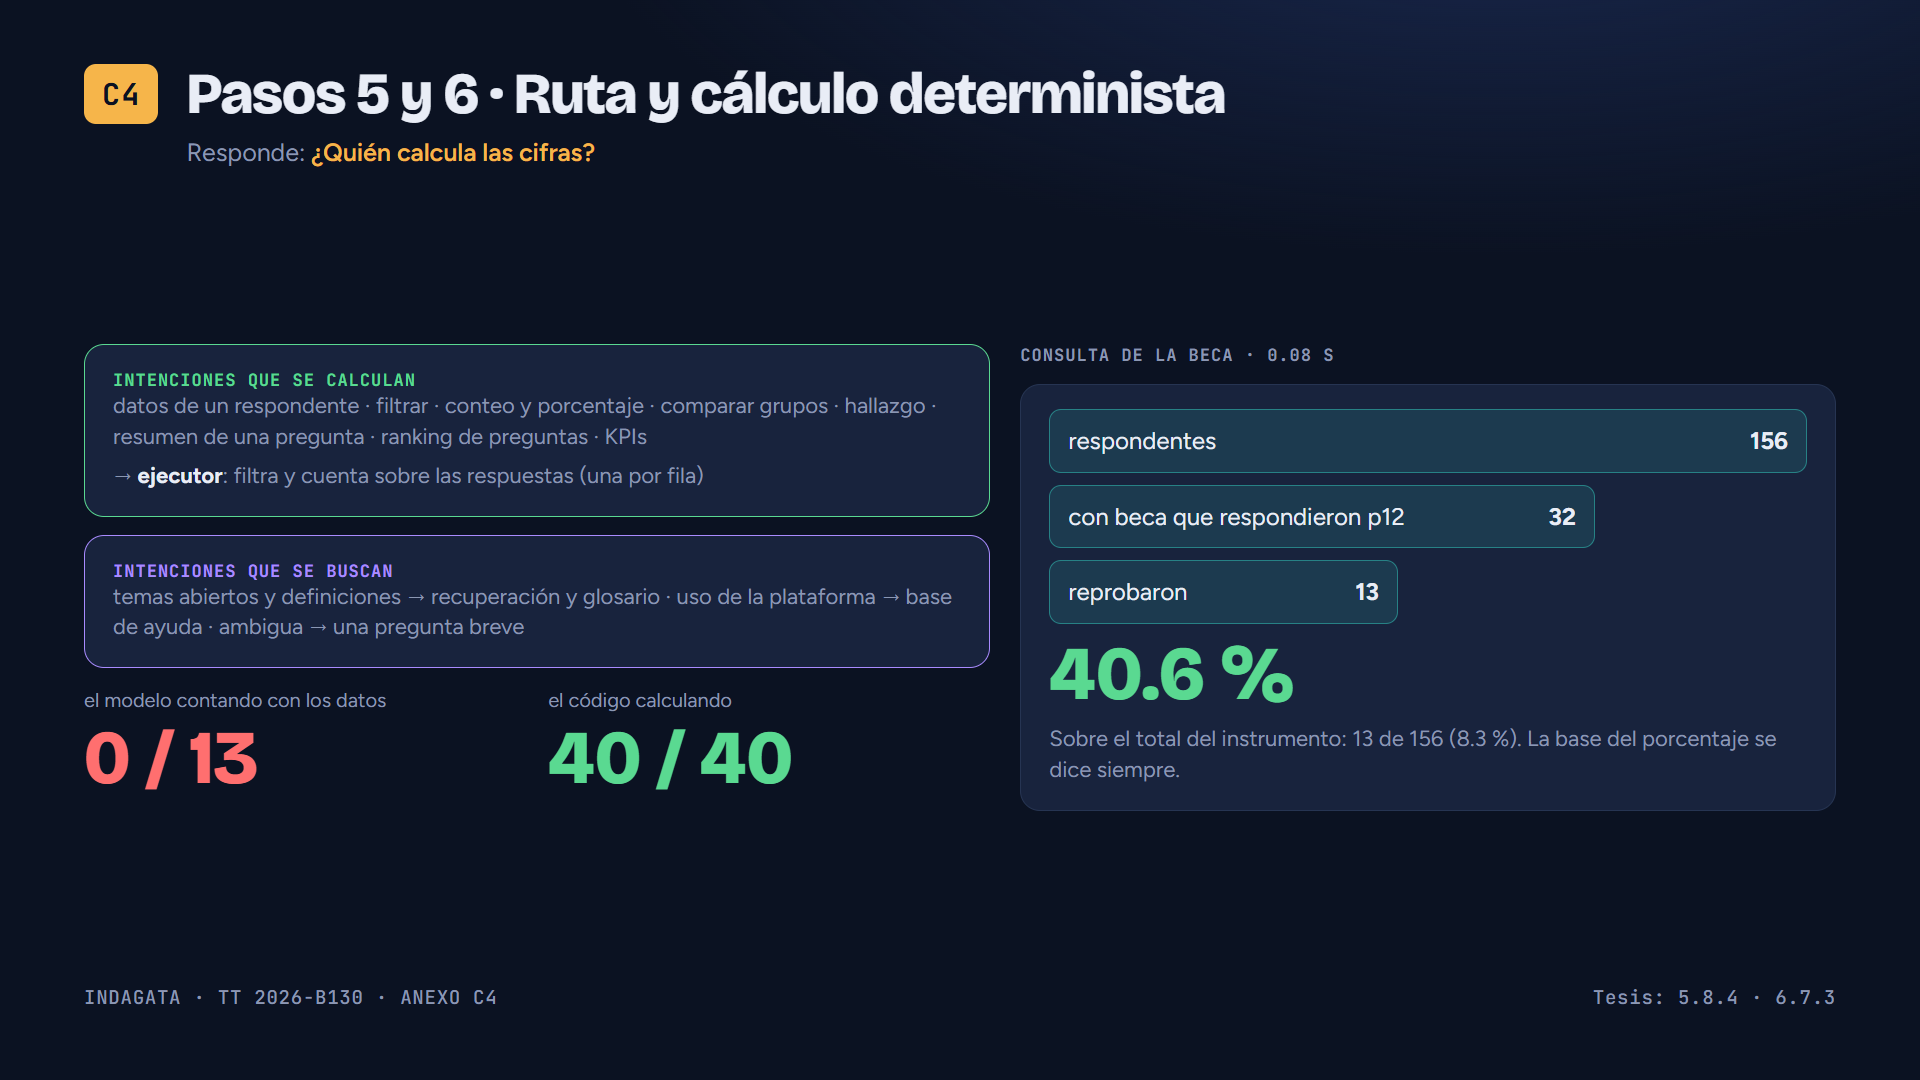 C4
Pasos 5 y 6 · Ruta y cálculo determinista
Responde: ¿Quién calcula las cifras?
INTENCIONES QUE SE CALCULAN
datos de un respondente · filtrar · conteo y porcentaje · comparar grupos · hallazgo ·
resumen de una pregunta · ranking de preguntas · KPIs
→ ejecutor: filtra y cuenta sobre las respuestas (una por fila)
INTENCIONES QUE SE BUSCAN
temas abiertos y definiciones → recuperación y glosario · uso de la plataforma → base
de ayuda · ambigua → una pregunta breve
el modelo contando con los datos
0 / 13
el código calculando
40 / 40
CONSULTA DE LA BECA · 0.08 S
respondentes 156
con beca que respondieron p12 32
reprobaron 13
40.6 %
Sobre el total del instrumento: 13 de 156 (8.3 %). La base del porcentaje se
dice siempre.
INDAGATA · TT 2026-B130 · ANEXO C4
Tesis: 5.8.4 · 6.7.3